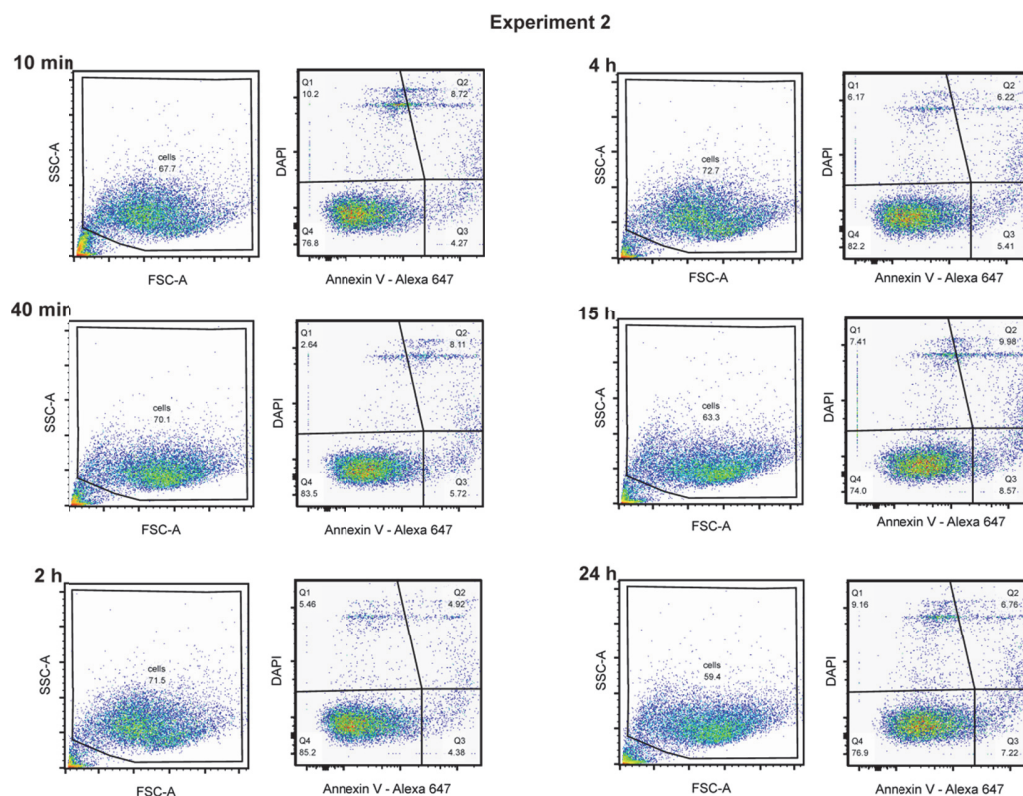 Experiment 2
10 min
SSC-A
cells
67.7
FSC-A
Q1
10.2
Q2
8.72
DAPI
Q4
76.8
Q3
4.27
Annexin V - Alexa 647
4 h
SSC-A
cells
72.7
FSC-A
Q1
6.17
Q2
6.22
DAPI
Q4
82.2
Q3
5.41
Annexin V - Alexa 647
40 min
SSC-A
cells
70.1
FSC-A
Q1
2.64
Q2
8.11
DAPI
Q4
83.5
Q3
5.72
Annexin V - Alexa 647
15 h
SSC-A
cells
63.3
FSC-A
Q1
7.41
Q2
9.98
DAPI
Q4
74.0
Q3
8.57
Annexin V - Alexa 647
2 h
SSC-A
cells
71.5
FSC-A
Q1
5.46
Q2
4.92
DAPI
Q4
85.2
Q3
4.38
Annexin V - Alexa 647
24 h
SSC-A
cells
59.4
FSC-A
Q1
9.16
Q2
6.76
DAPI
Q4
76.9
Q3
7.22
Annexin V - Alexa 647